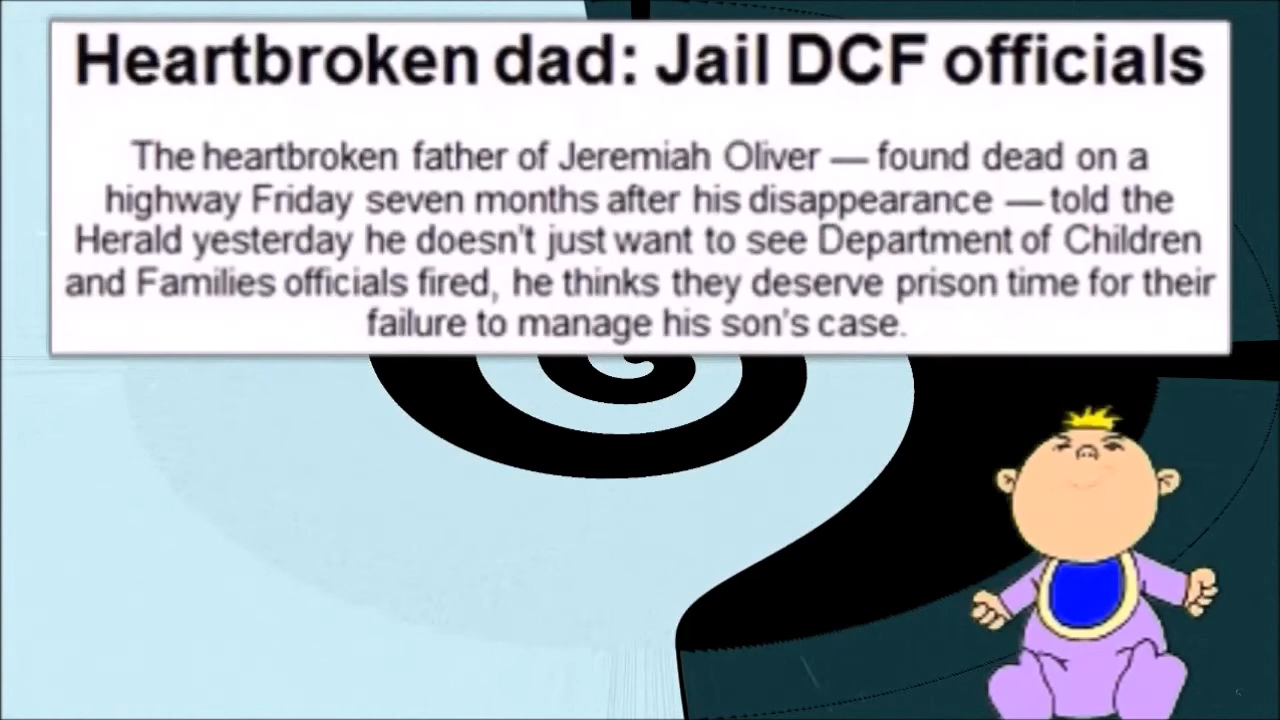 Heartbroken dad: Jail DCF officials
The heartbroken father of Jeremiah Oliver — found dead on a
highway Friday seven months after his disappearance — told the
Herald yesterday he doesn't just want to see Department of Children
and Families officials fired, he thinks they deserve prison time for their
failure to manage his son's case.